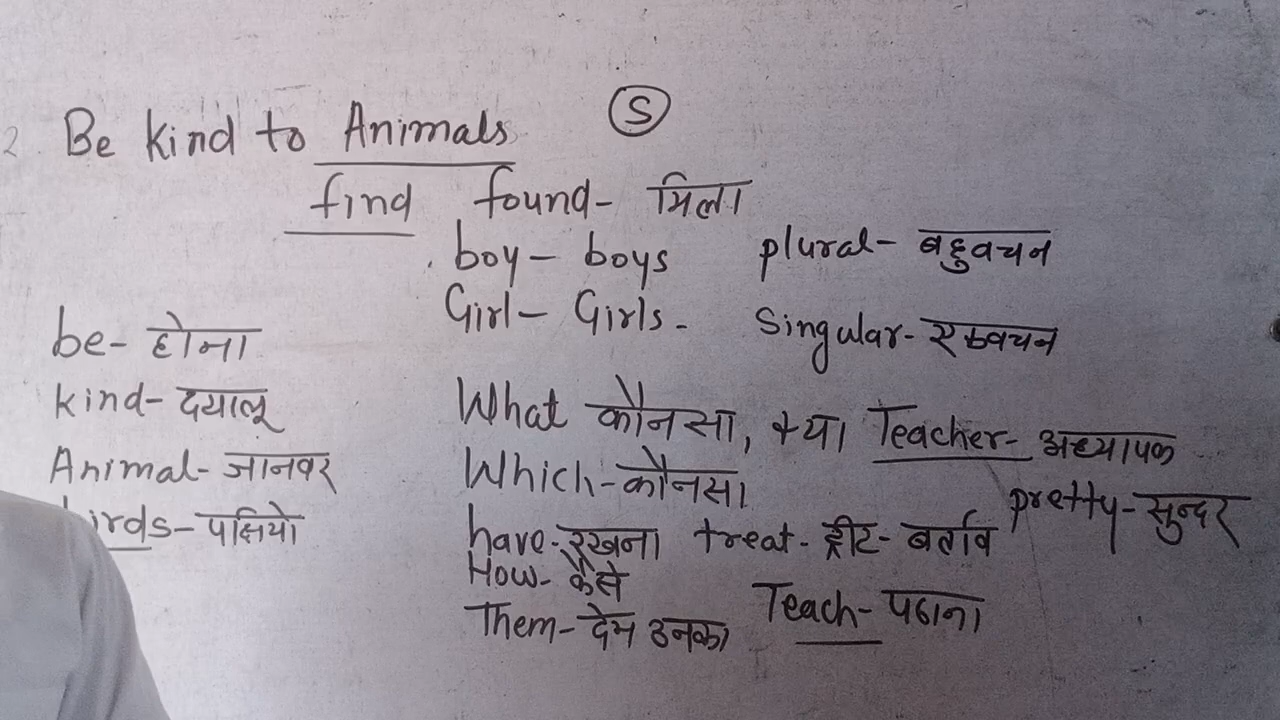 2 Be kind to Animals S
find found- मिला
boy- boys plural- बहुवचन
Girl- Girls- Singular- एकवचन
be- होना
kind- दयालू
Animal- जानवर
irds- पक्षियो
What कौनसा, क्या Teacher- अध्यापक
Which- कौनसा pretty- सुन्दर
have- रखना treat- ट्रीट- बर्ताव
How- कैसे
Them- देम उनका Teach- पढाना